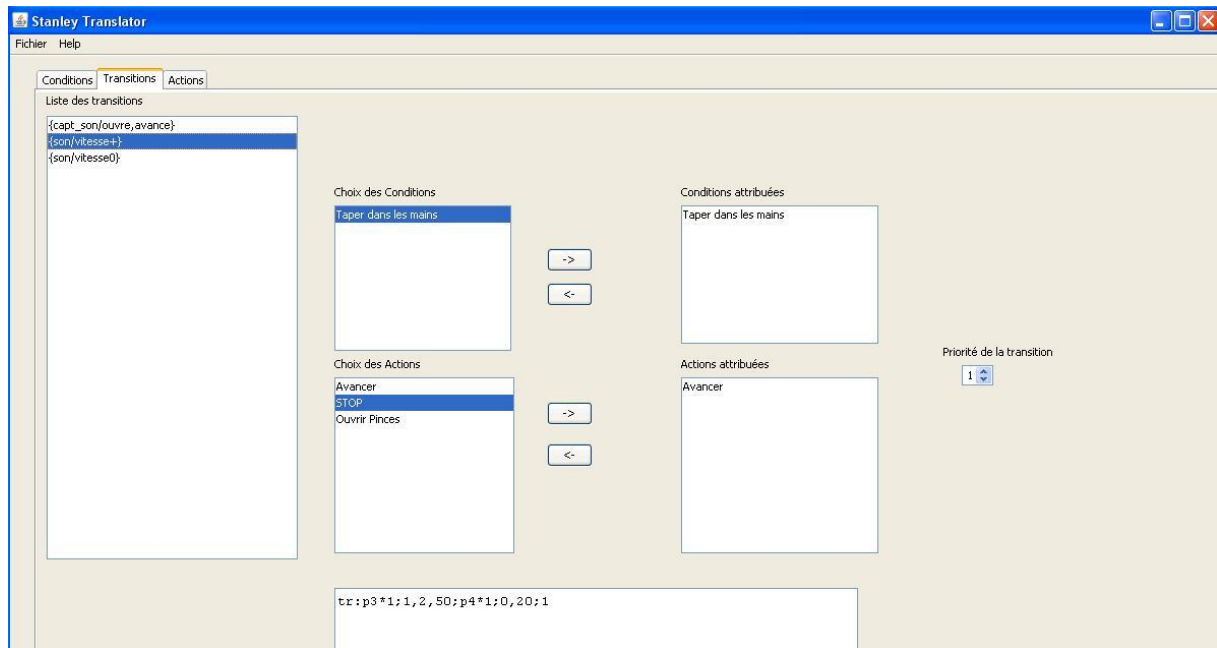 Stanley Translator
Fichier Help
Conditions Transitions Actions
Liste des transitions
{capt_son/ouvre,avance}
{son/vitesse+}
{son/vitesse0}
Choix des Conditions
Taper dans les mains
->
<-
Conditions attribuées
Taper dans les mains
Choix des Actions
Avancer
STOP
Ouvrir Pinces
->
<-
Actions attribuées
Avancer
Priorité de la transition
1
tr:p3*1;1,2,50;p4*1;0,20;1